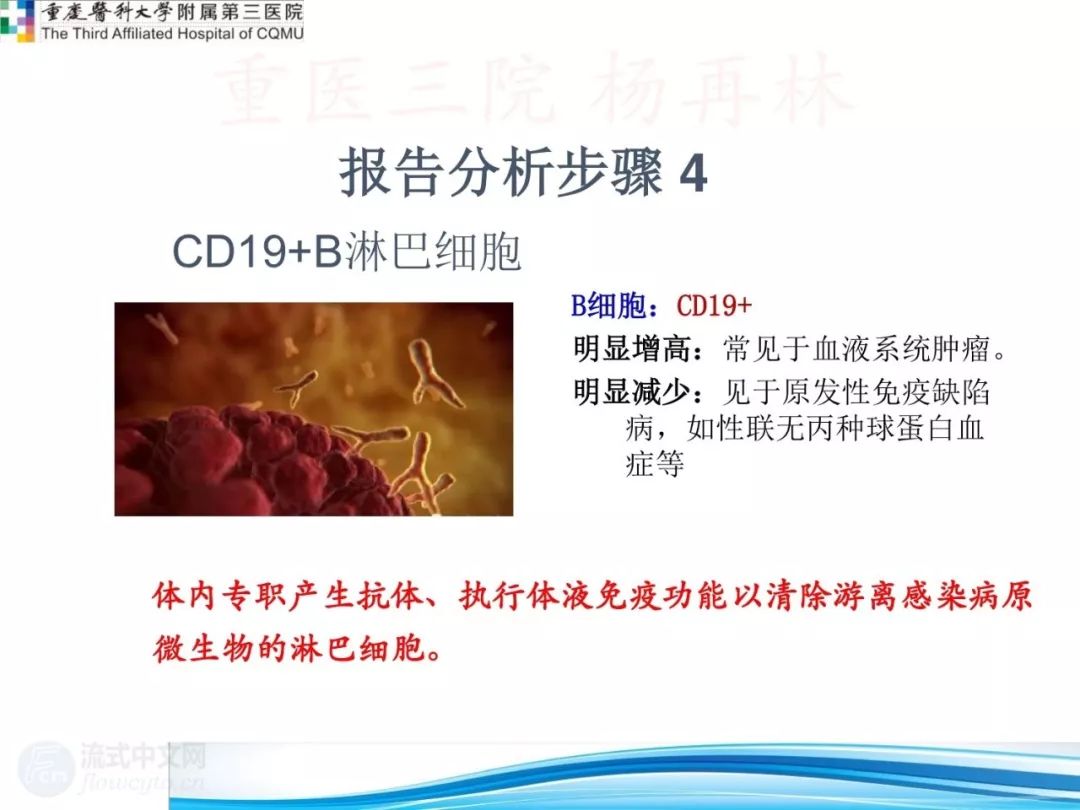 重庆医科大学附属第三医院
The Third Affiliated Hospital of CQMU
重医三院 杨再林
报告分析步骤 4
CD19+B淋巴细胞
B细胞：CD19+
明显增高：常见于血液系统肿瘤。
明显减少：见于原发性免疫缺陷
病，如性联无丙种球蛋白血
症等
体内专职产生抗体、执行体液免疫功能以清除游离感染病原
微生物的淋巴细胞。
流式中文网
flowcyto.cn